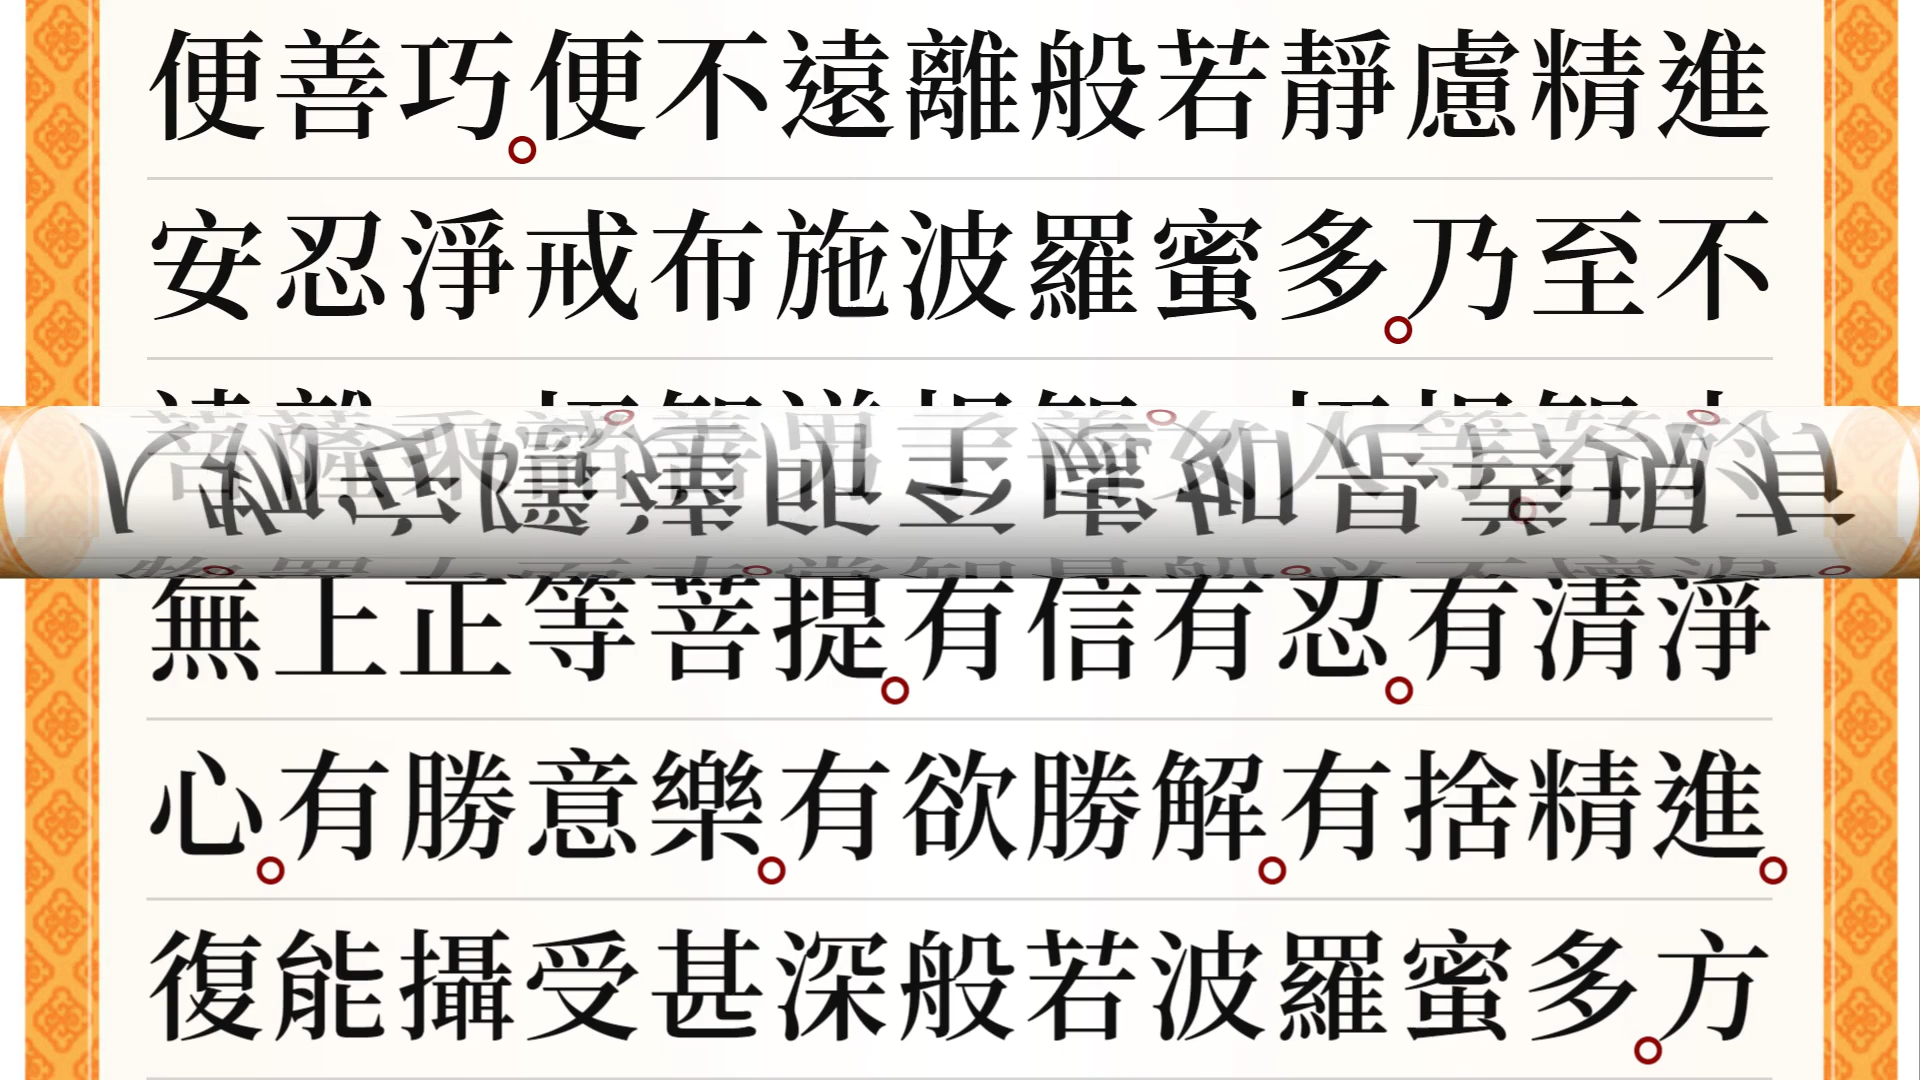 便善巧。便不遠離般若靜慮精進
安忍淨戒布施波羅蜜多。乃至不
無上正等菩提。有信有忍。有清淨
心。有勝意樂。有欲勝解。有捨精進。
復能攝受甚深般若波羅蜜多。方